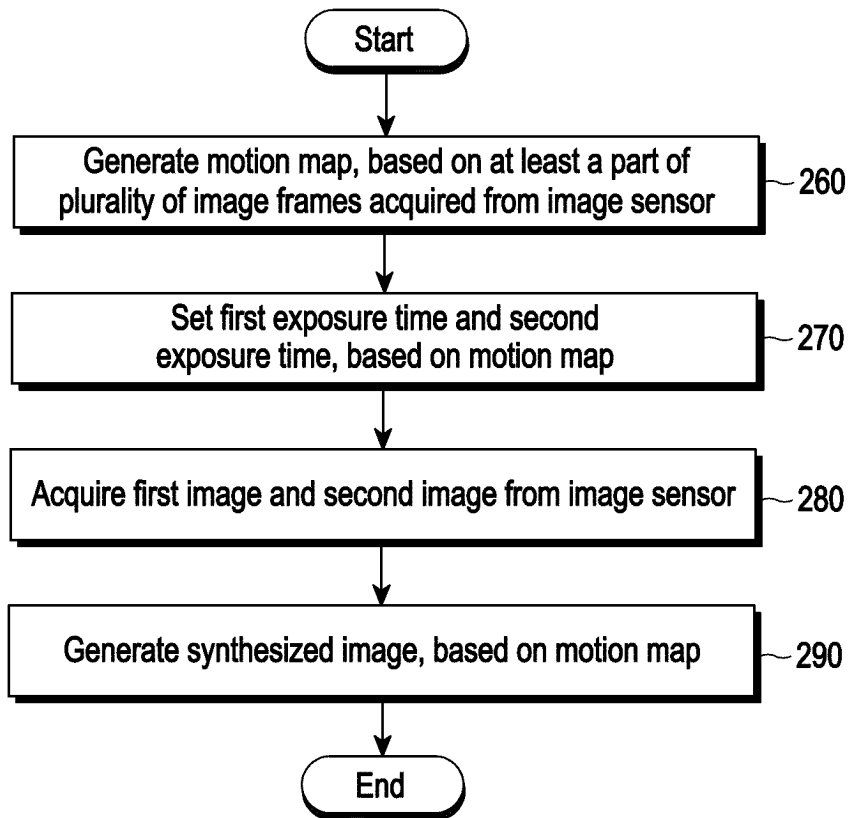 Start
Generate motion map, based on at least a part of
plurality of image frames acquired from image sensor
260
Set first exposure time and second
exposure time, based on motion map
270
Acquire first image and second image from image sensor
280
Generate synthesized image, based on motion map
290
End